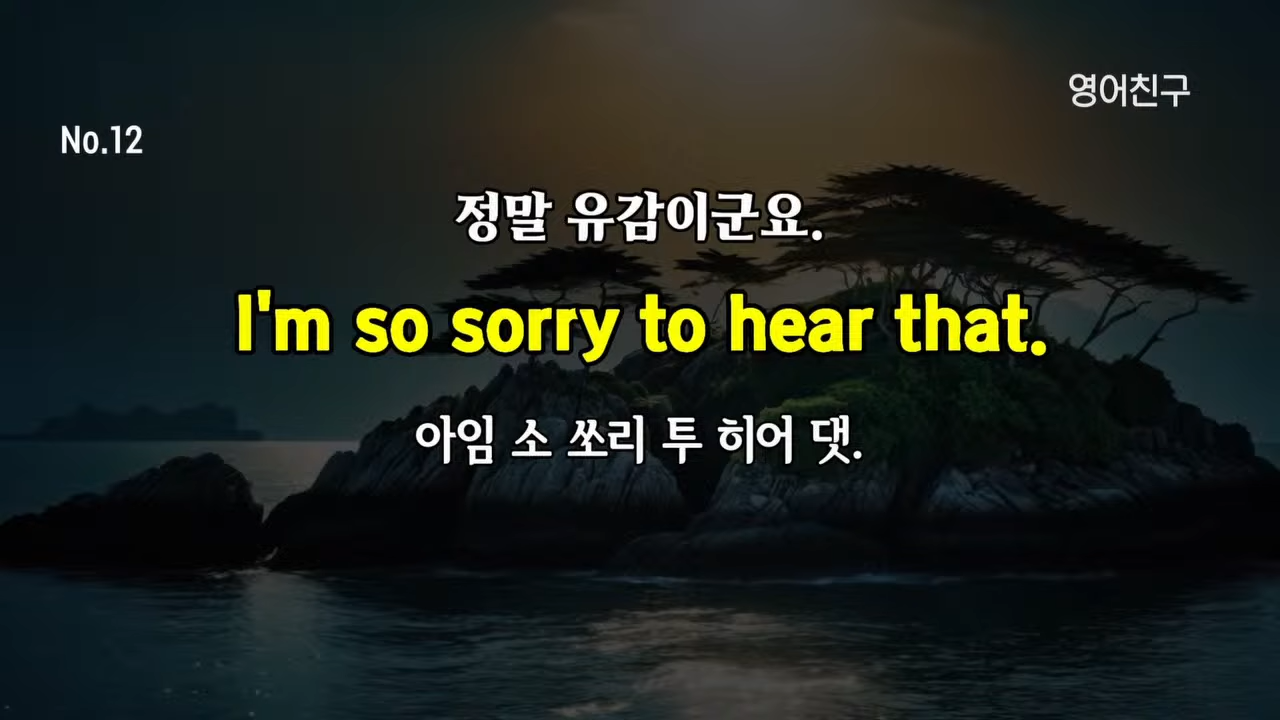 영어친구
No.12
정말 유감이군요.
I'm so sorry to hear that.
아임 소 쏘리 투 히어 댓.